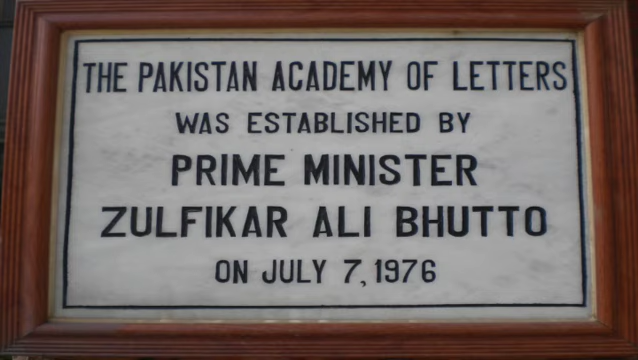 THE PAKISTAN ACADEMY OF LETTERS
WAS ESTABLISHED BY
PRIME MINISTER
ZULFIKAR ALI BHUTTO
ON JULY 7, 1976